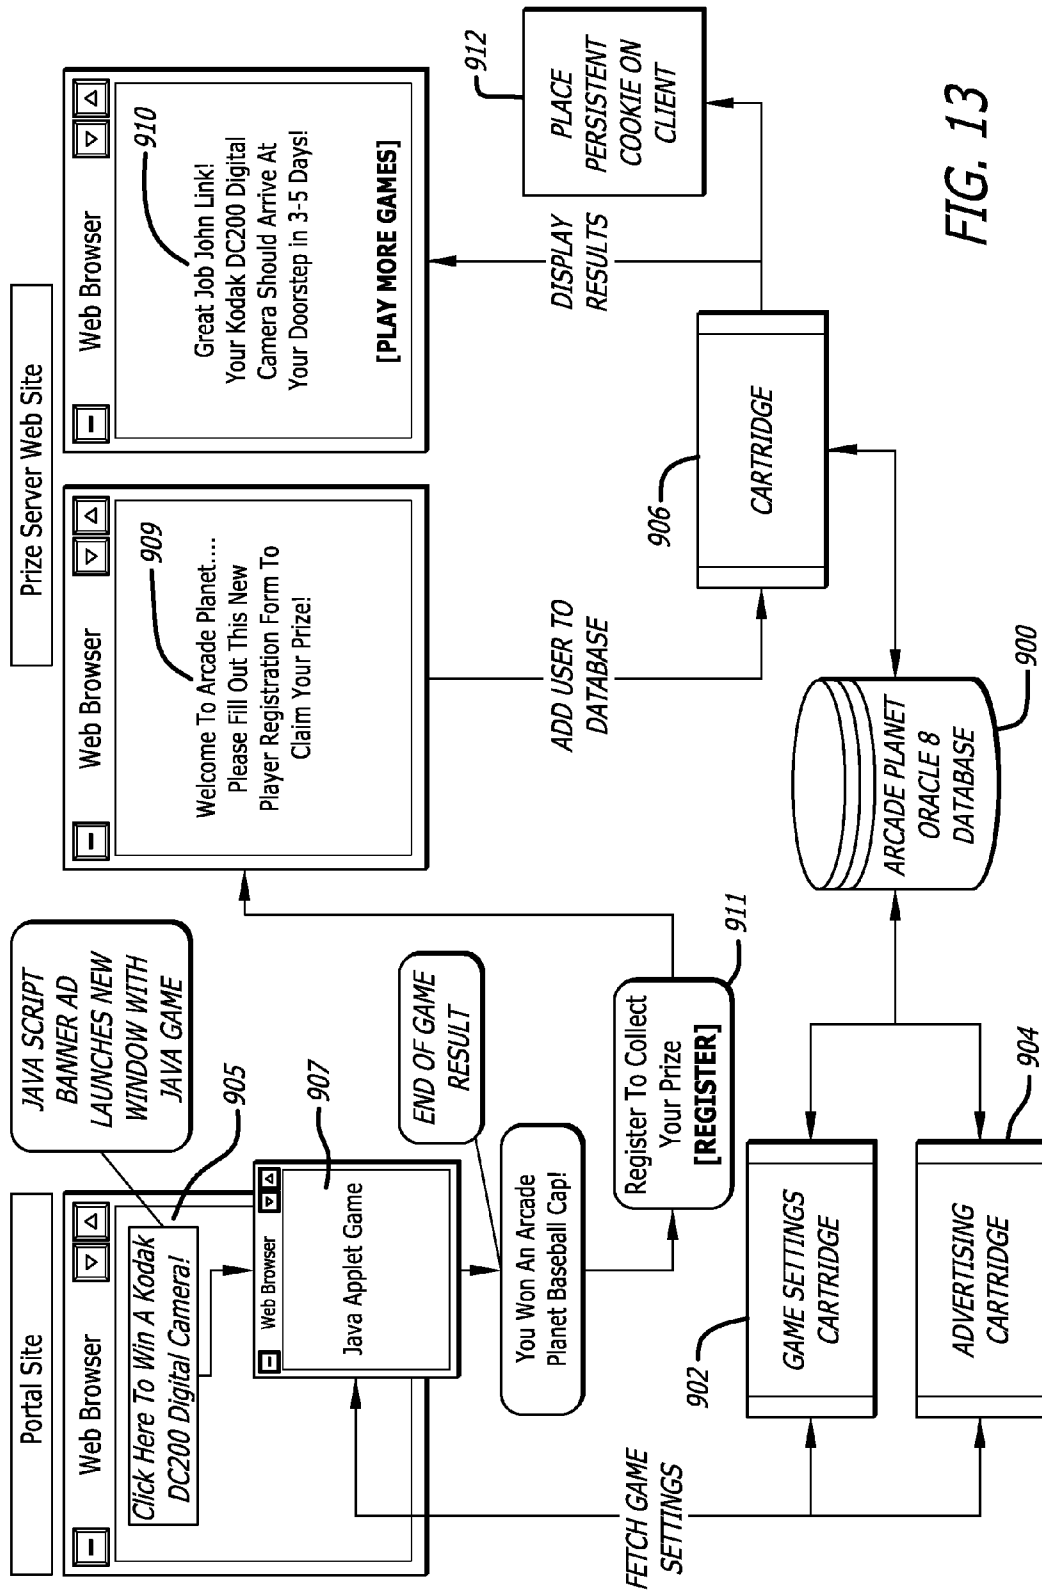 Portal Site
Web Browser
Click Here To Win A Kodak
DC200 Digital Camera!
905
JAVA SCRIPT
BANNER AD
LAUNCHES NEW
WINDOW WITH
JAVA GAME
Web Browser
Java Applet Game
907
END OF GAME
RESULT
You Won An Arcade
Planet Baseball Cap!
Register To Collect
Your Prize
[REGISTER]
911
FETCH GAME
SETTINGS
GAME SETTINGS
CARTRIDGE
902
ADVERTISING
CARTRIDGE
904
Prize Server Web Site
Web Browser
909
Welcome To Arcade Planet....
Please Fill Out This New
Player Registration Form To
Claim Your Prize!
ADD USER TO
DATABASE
Web Browser
910
Great Job John Link!
Your Kodak DC200 Digital
Camera Should Arrive At
Your Doorstep in 3-5 Days!
[PLAY MORE GAMES]
DISPLAY
RESULTS
912
PLACE
PERSISTENT
COOKIE ON
CLIENT
906
CARTRIDGE
ARCADE PLANET
ORACLE 8
DATABASE
900
FIG. 13